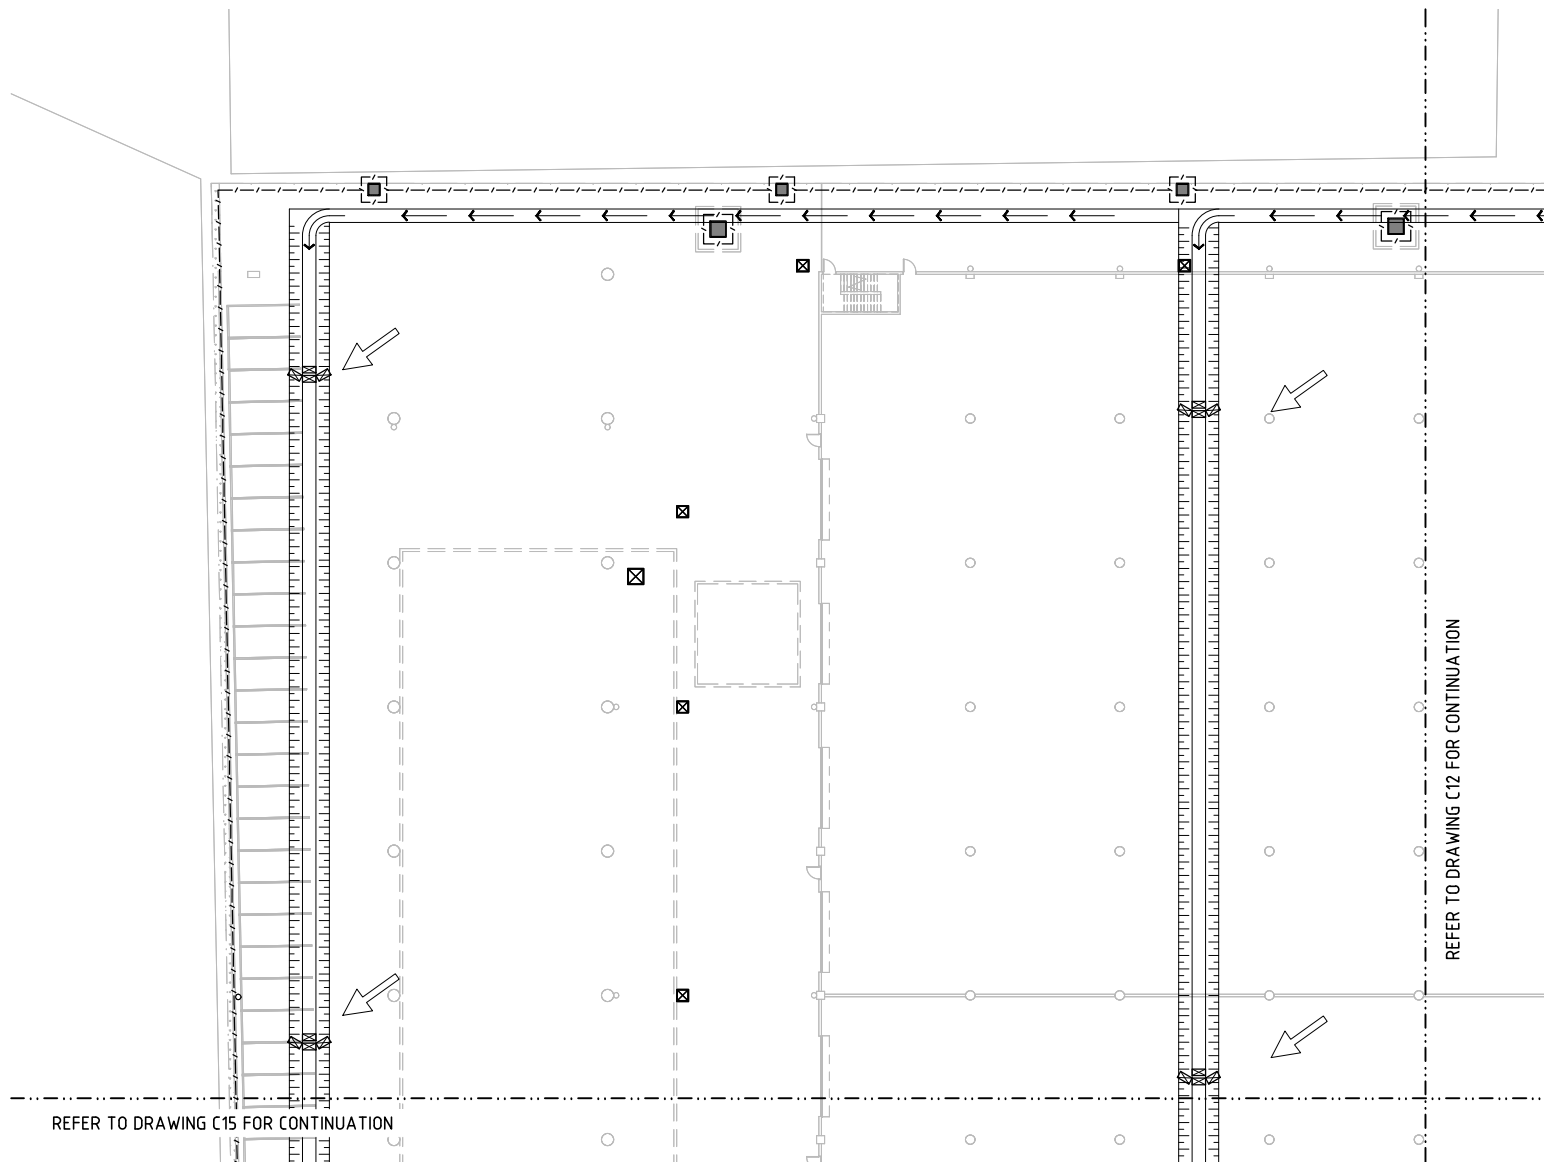 REFER TO DRAWING C12 FOR CONTINUATION
REFER TO DRAWING C15 FOR CONTINUATION